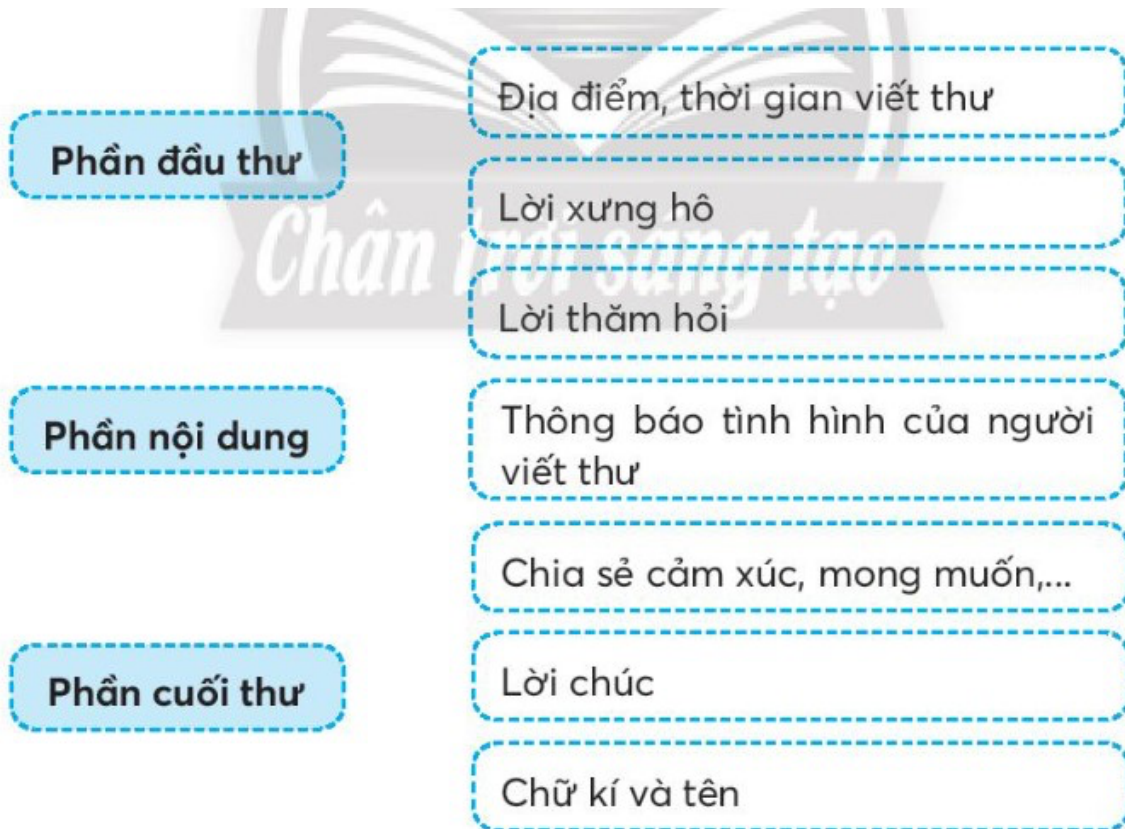 Phần đầu thư
Địa điểm, thời gian viết thư
Lời xưng hô
Chân trời sáng tạo
Lời thăm hỏi
Phần nội dung
Thông báo tình hình của người
viết thư
Chia sẻ cảm xúc, mong muốn,...
Phần cuối thư
Lời chúc
Chữ kí và tên